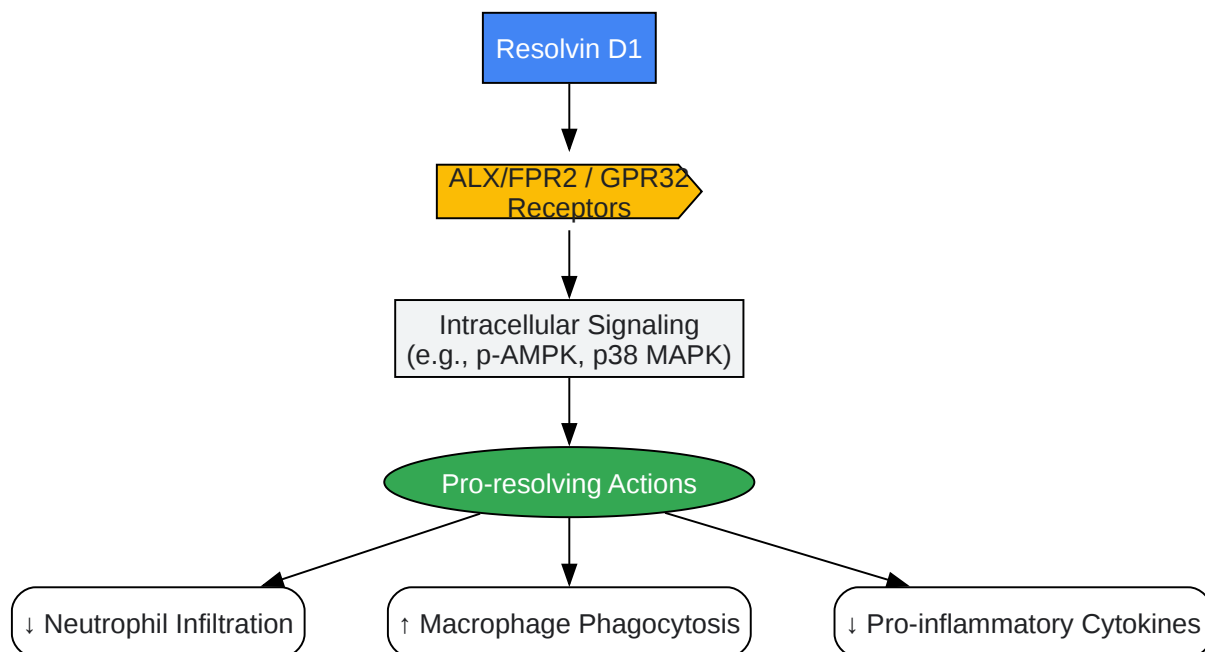 Resolvin D1
ALX/FPR2 / GPR32
Receptors
Intracellular Signaling
(e.g., p-AMPK, p38 MAPK)
Pro-resolving Actions
↓ Neutrophil Infiltration
↑ Macrophage Phagocytosis
↓ Pro-inflammatory Cytokines